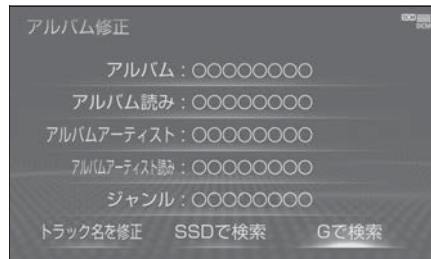 アルバム修正
DCM
アルバム：○○○○○○○○
アルバム読み：○○○○○○○○
アルバムアーティスト：○○○○○○○○
アルバムアーティスト読み：○○○○○○○○
ジャンル：○○○○○○○○
トラック名を修正 SSDで検索 Gで検索